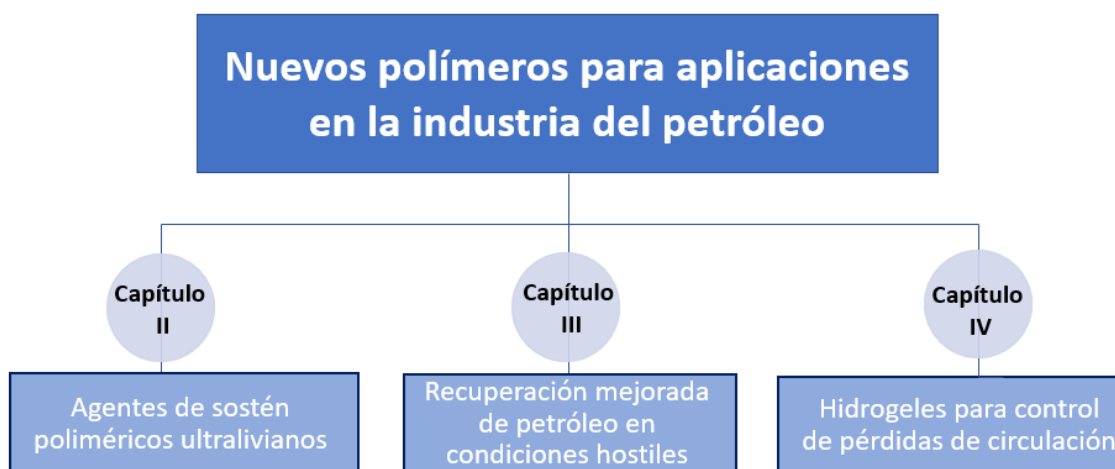 Nuevos polímeros para aplicaciones
en la industria del petróleo
Capítulo
II
Agentes de sostén
poliméricos ultralivianos
Capítulo
III
Recuperación mejorada
de petróleo en
condiciones hostiles
Capítulo
IV
Hidrogeles para control
de pérdidas de circulación